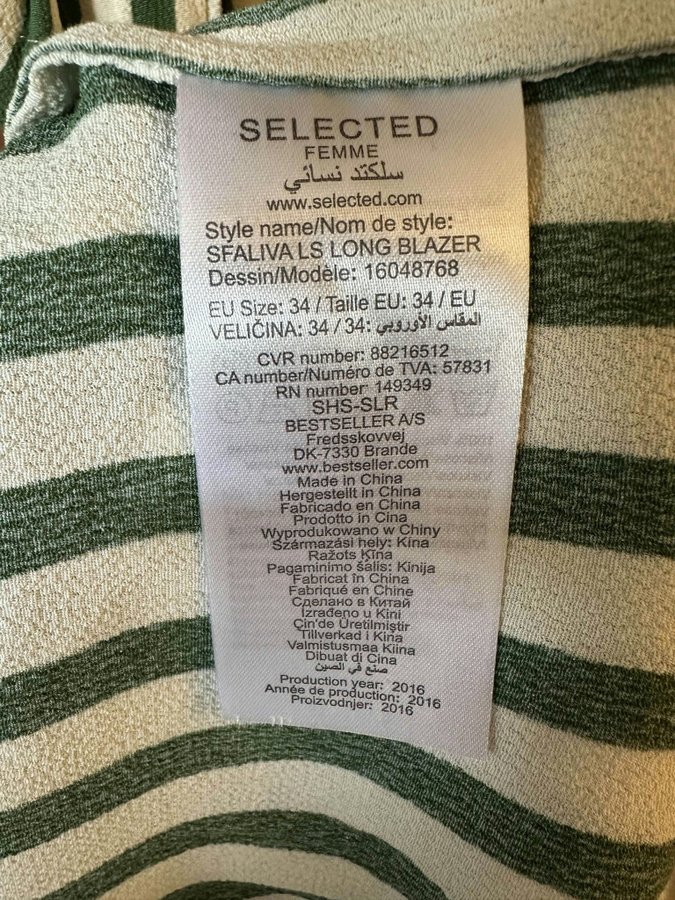 SELECTED
FEMME
سلكتد نسائي
www.selected.com
Style name/Nom de style:
SFALIVA LS LONG BLAZER
Dessin/Modèle: 16048768
EU Size: 34 / Taille EU: 34 / EU
VELIČINA: 34 / 34: المقاس الأوروبي
CVR number: 88216512
CA number/Numéro de TVA: 57831
RN number 149349
SHS-SLR
BESTSELLER A/S
Fredsskovvej
DK-7330 Brande
www.bestseller.com
Made in China
Hergestellt in China
Fabricado en China
Prodotto in Cina
Wyprodukowano w Chiny
Származási hely: Kína
Ražots Ķīna
Pagaminimo šalis: Kinija
Fabricat în China
Fabriqué en Chine
Сделано в Китай
Izrađeno u Kini
Çin'de Üretilmiştir
Tillverkad i Kina
Valmistusmaa Kiina
Dibuat di Cina
صنع في الصين
Production year: 2016
Année de production: 2016
Proizvodnjer: 2016